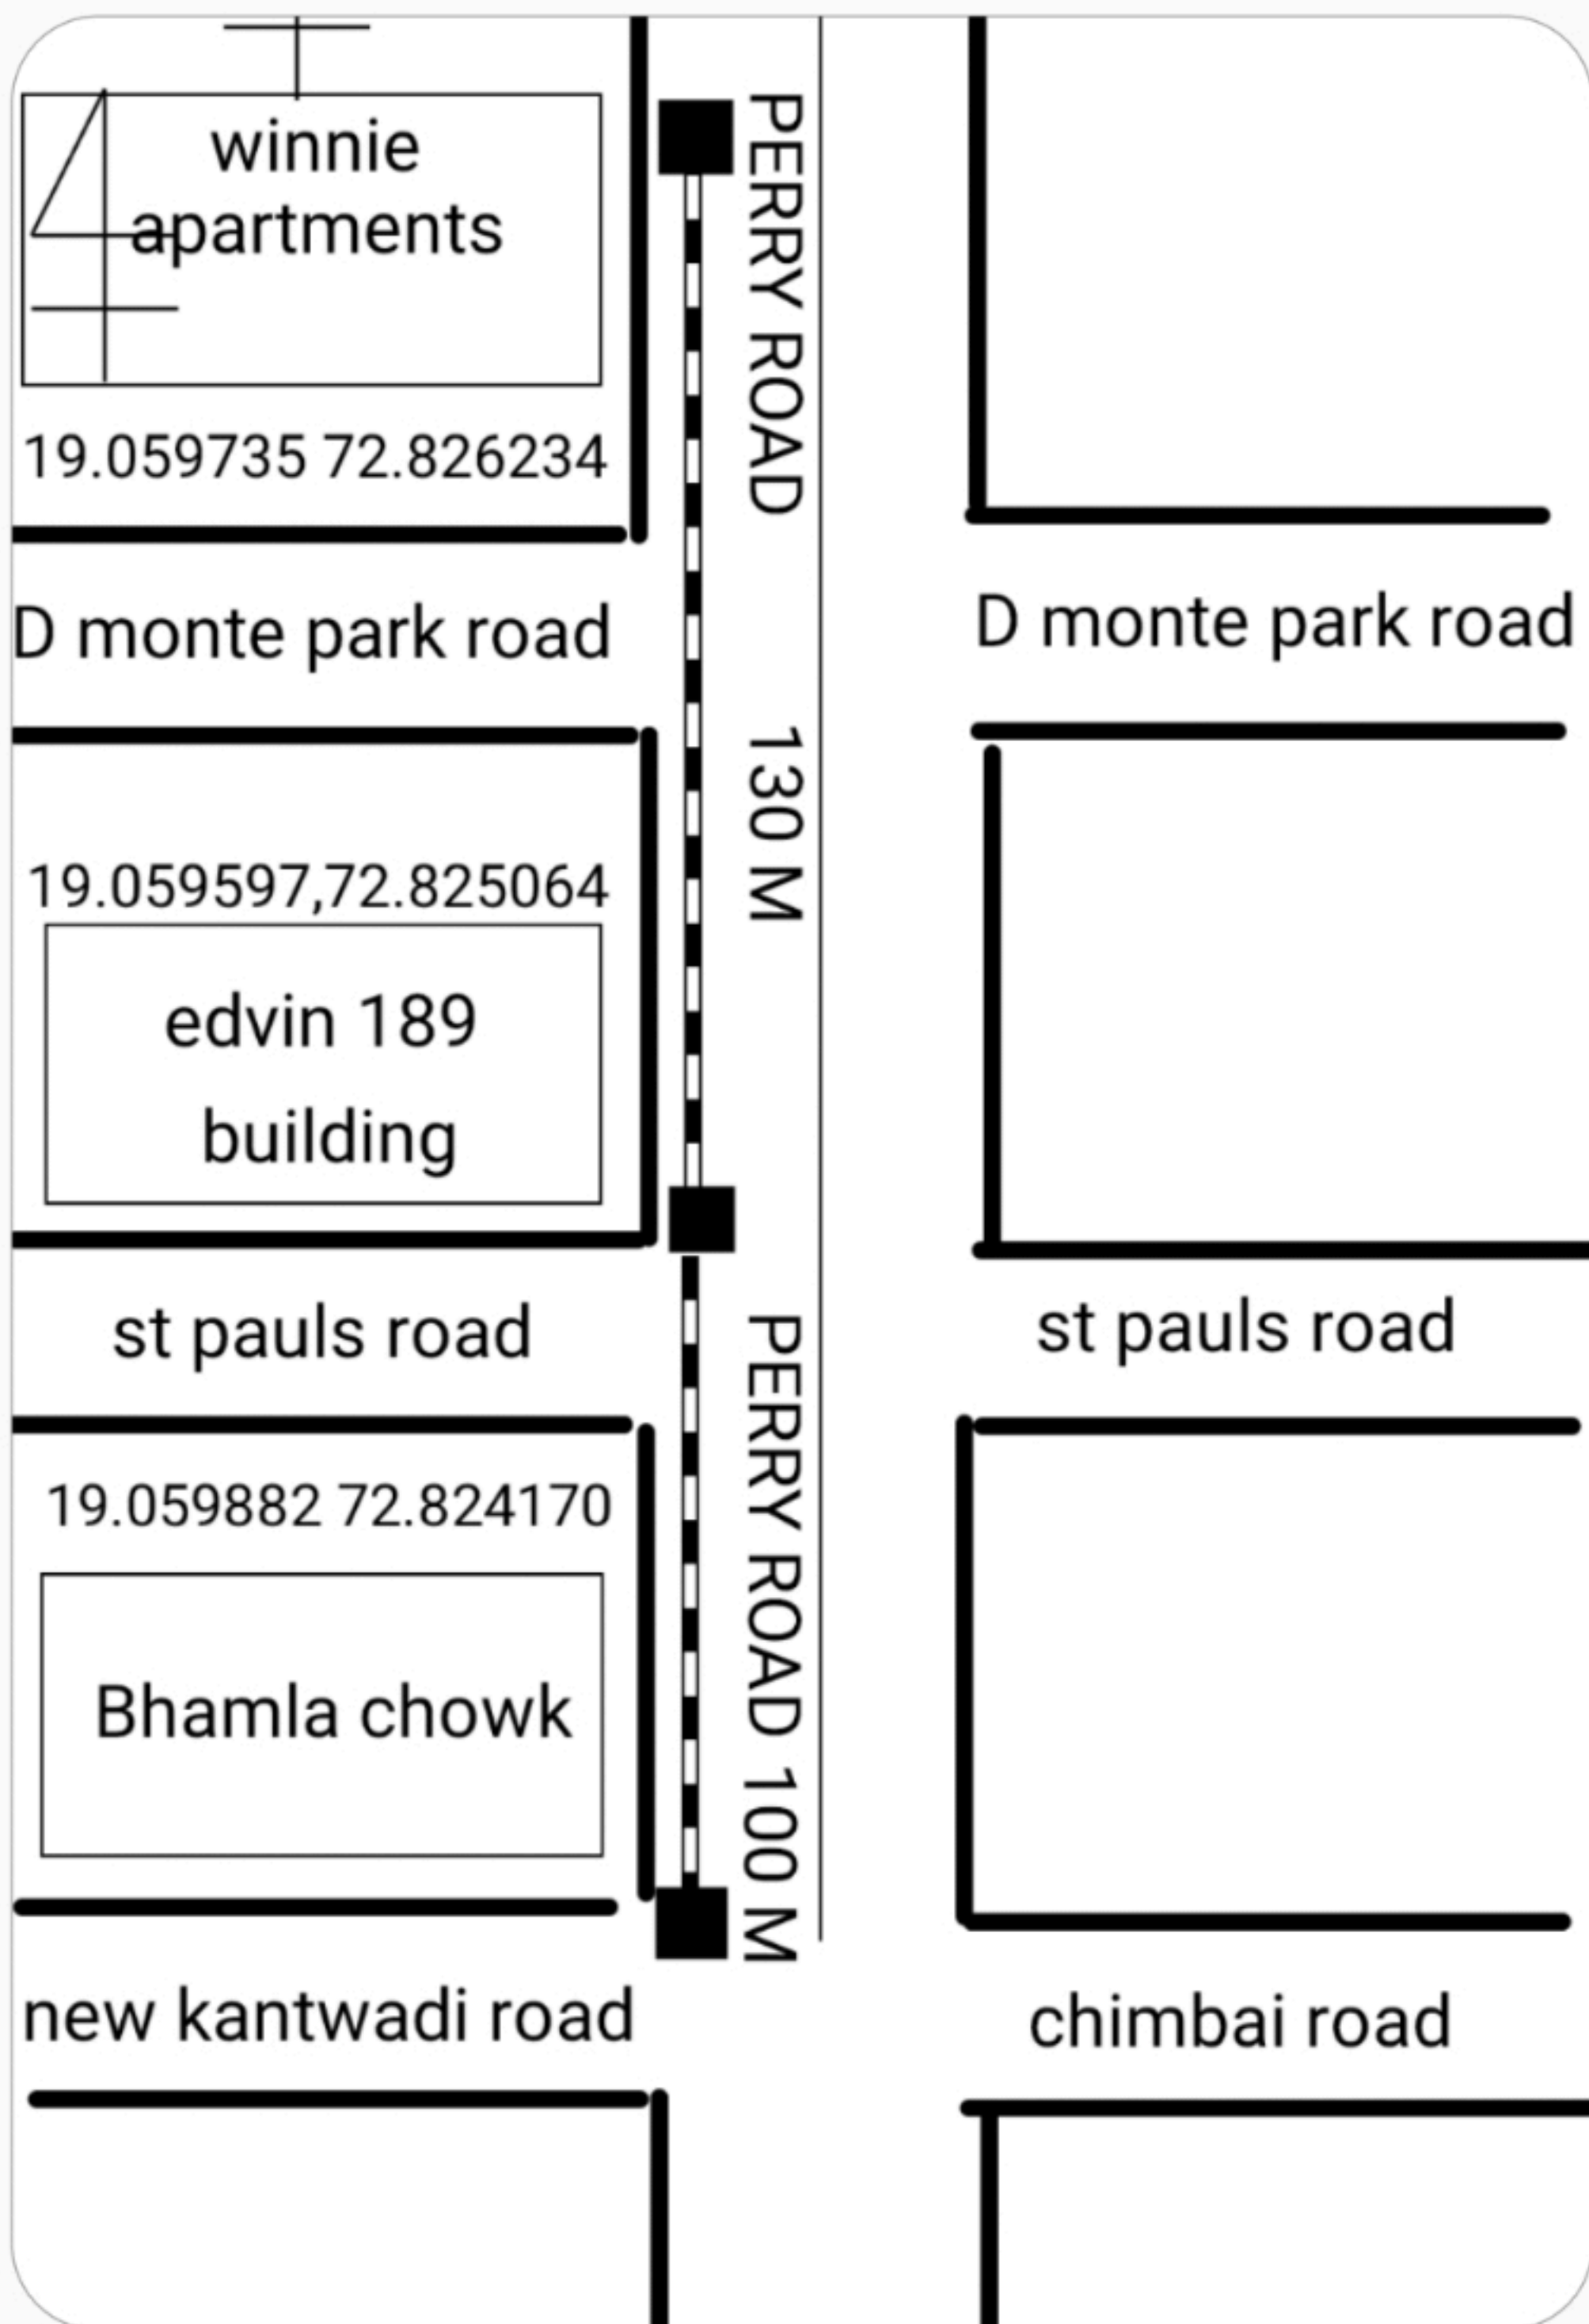 winnie
apartments
19.059735 72.826234
PERRY ROAD
D monte park road
D monte park road
130 M
19.059597,72.825064
edvin 189
building
st pauls road
st pauls road
PERRY ROAD 100 M
19.059882 72.824170
Bhamla chowk
new kantwadi road
chimbai road